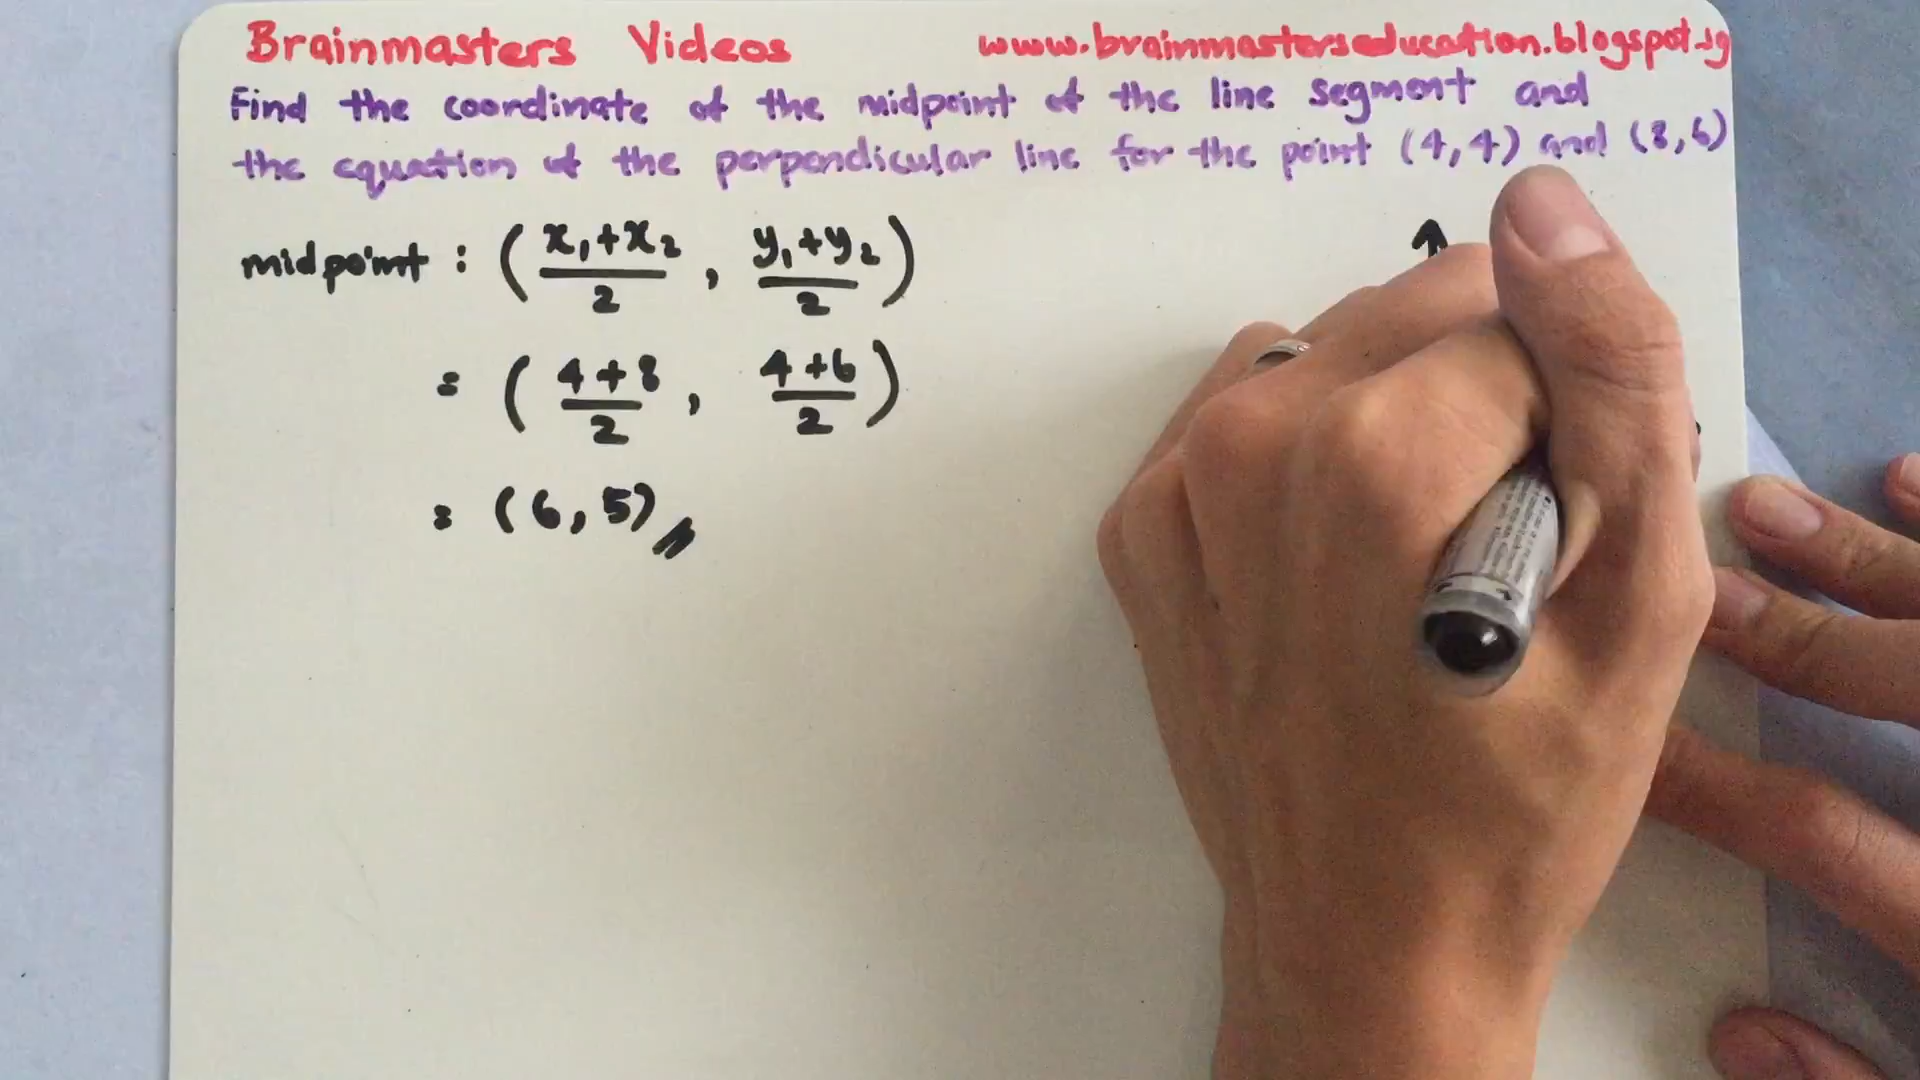 Brainmasters Videos www.brainmasterseducation.blogspot.sg
Find the coordinate of the midpoint of the line segment and
the equation of the perpendicular line for the point (4,4) and (8,6)
midpoint : ( x₁+x₂ / 2 , y₁+y₂ / 2 )
= ( 4+8 / 2 , 4+6 / 2 )
= (6,5)